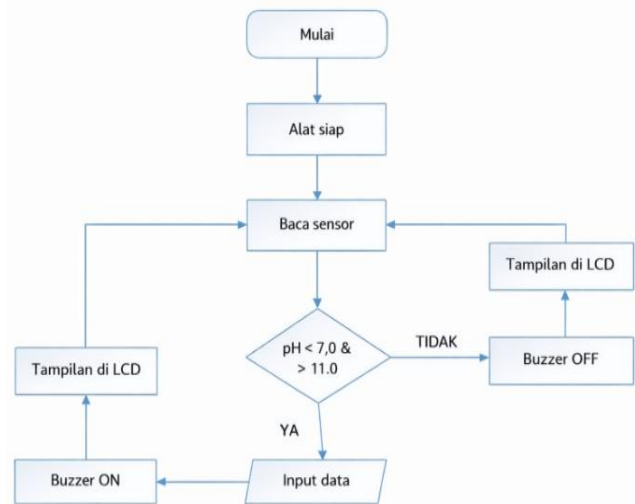 Mulai
Alat siap
Baca sensor
Tampilan di LCD
pH < 7,0 &
> 11.0
TIDAK
Buzzer OFF
Tampilan di LCD
YA
Buzzer ON
Input data